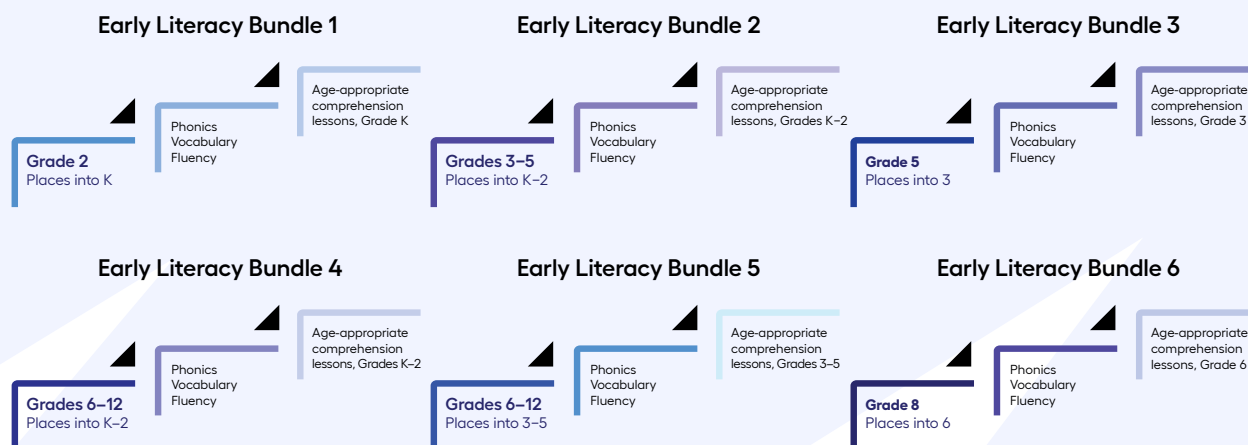 Early Literacy Bundle 1
Grade 2
Places into K
Phonics
Vocabulary
Fluency
Age-appropriate
comprehension
lessons, Grade K
Early Literacy Bundle 2
Grades 3–5
Places into K–2
Phonics
Vocabulary
Fluency
Age-appropriate
comprehension
lessons, Grades K–2
Early Literacy Bundle 3
Grade 5
Places into 3
Phonics
Vocabulary
Fluency
Age-appropriate
comprehension
lessons, Grade 3
Early Literacy Bundle 4
Grades 6–12
Places into K–2
Phonics
Vocabulary
Fluency
Age-appropriate
comprehension
lessons, Grades K–2
Early Literacy Bundle 5
Grades 6–12
Places into 3–5
Phonics
Vocabulary
Fluency
Age-appropriate
comprehension
lessons, Grades 3–5
Early Literacy Bundle 6
Grade 8
Places into 6
Phonics
Vocabulary
Fluency
Age-appropriate
comprehension
lessons, Grade 6